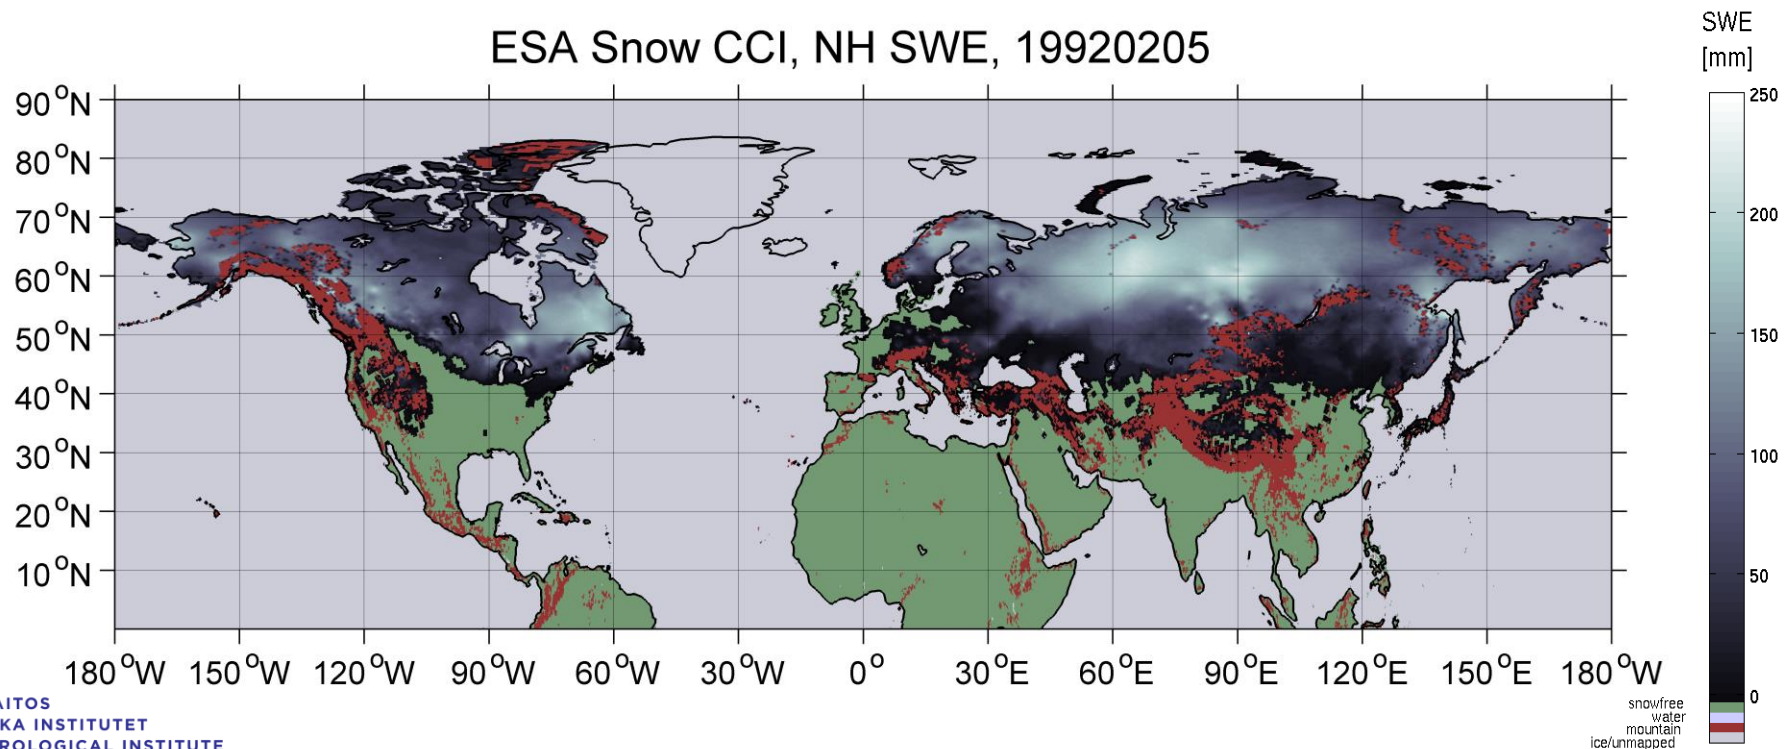 ESA Snow CCI, NH SWE, 19920205
SWE
[mm]
90 °N
80 °N
70 °N
60 °N
50 °N
40 °N
30 °N
20 °N
10 °N
180 °W 150 °W 120 °W 90 °W 60 °W 30 °W 0 ° 30 °E 60 °E 90 °E 120 °E 150 °E 180 °W
250
200
150
100
50
0
snowfree
water
mountain
ice/unmapped
AITOS
KA INSTITUTET
ROLOGICAL INSTITUTE